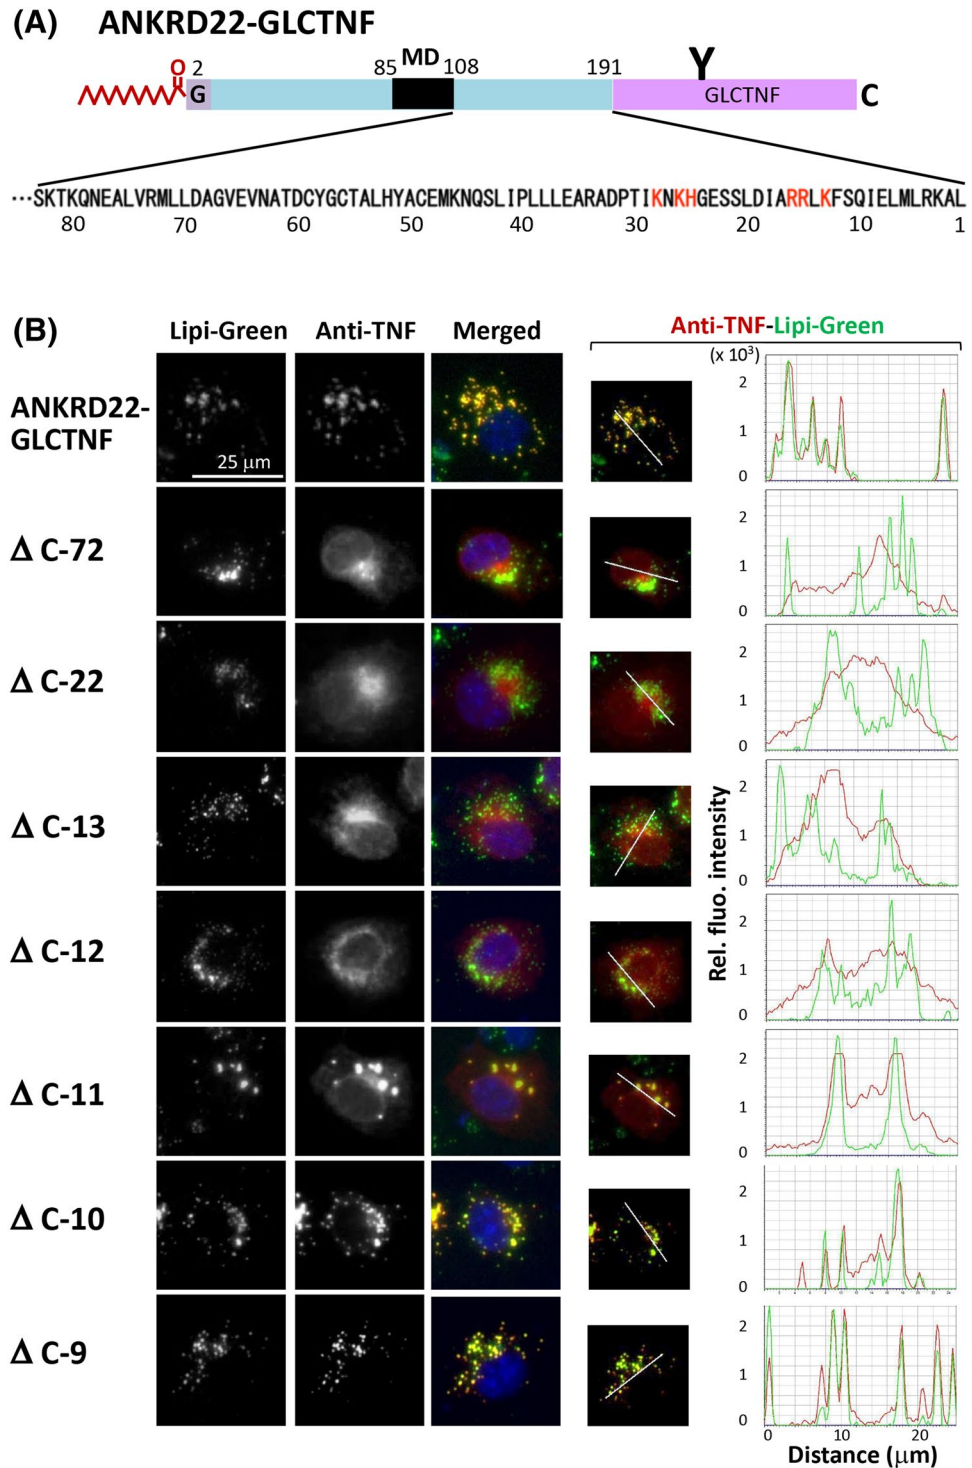 (A) ANKRD22-GLCTNF
MD
O 2 85 108 191 Y
G GLCTNF C
···SKTKQNEALVRMLLDAGVEVNATDCYGCTALHYACEMKNQSLIPLLLEARADPTIKNKHGESSLDIARRLKFSQIELMLRKAL
80 70 60 50 40 30 20 10 1
(B)
Lipi-Green Anti-TNF Merged Anti-TNF-Lipi-Green
(x 10³)
ANKRD22-
GLCTNF
25 μm
2
1
0
Δ C-72
2
1
0
Δ C-22
2
1
0
Δ C-13
2
1
0
Rel. fluo. intensity
Δ C-12
2
1
0
Δ C-11
2
1
0
Δ C-10
2
1
0
Δ C-9
2
1
0
0 10 20
Distance (μm)